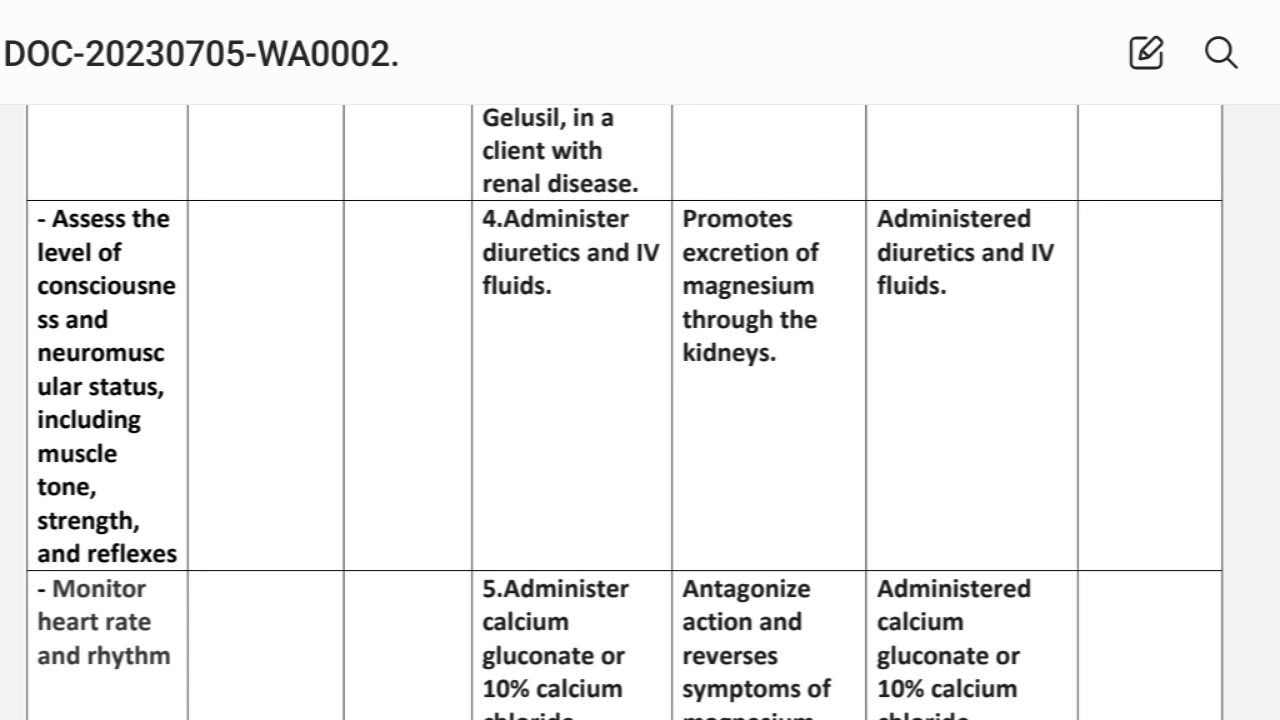 DOC-20230705-WA0002.
Gelusil, in a
client with
renal disease.
- Assess the
level of
consciousne
ss and
neuromusc
ular status,
including
muscle
tone,
strength,
and reflexes
4.Administer
diuretics and IV
fluids.
Promotes
excretion of
magnesium
through the
kidneys.
Administered
diuretics and IV
fluids.
- Monitor
heart rate
and rhythm
5.Administer
calcium
gluconate or
10% calcium
chloride
Antagonize
action and
reverses
symptoms of
magnesium
Administered
calcium
gluconate or
10% calcium
chloride